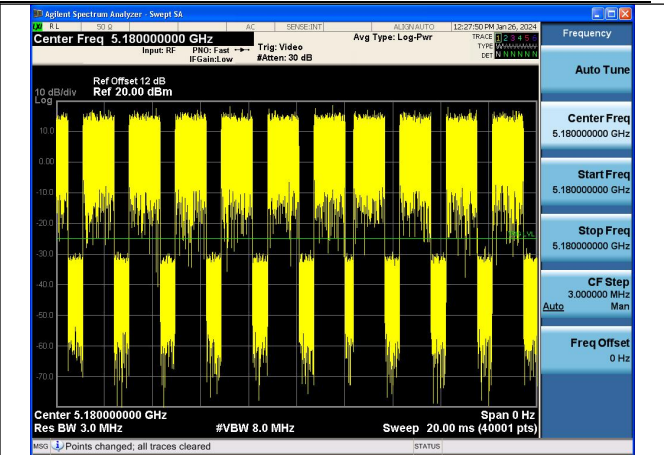 Agilent Spectrum Analyzer - Swept SA
RL 50 Ω AC SENSE:INT ALIGNAUTO 12:27:50 PM Jan 26, 2024
Center Freq 5.180000000 GHz
Input: RF PNO: Fast Trig: Video
IFGain:Low #Atten: 30 dB
Avg Type: Log-Pwr
TRACE 1 2 3 4 5 6
TYPE
DET N N N N N N
Frequency
Auto Tune
Center Freq
5.180000000 GHz
Start Freq
5.180000000 GHz
Stop Freq
5.180000000 GHz
CF Step
3.000000 MHz
Auto Man
Freq Offset
0 Hz
Ref Offset 12 dB
10 dB/div Ref 20.00 dBm
Log
10.0
0.00
-10.0
-20.0
-30.0
-40.0
-50.0
-60.0
-70.0
Center 5.180000000 GHz Span 0 Hz
Res BW 3.0 MHz #VBW 8.0 MHz Sweep 20.00 ms (40001 pts)
MSG Points changed; all traces cleared STATUS